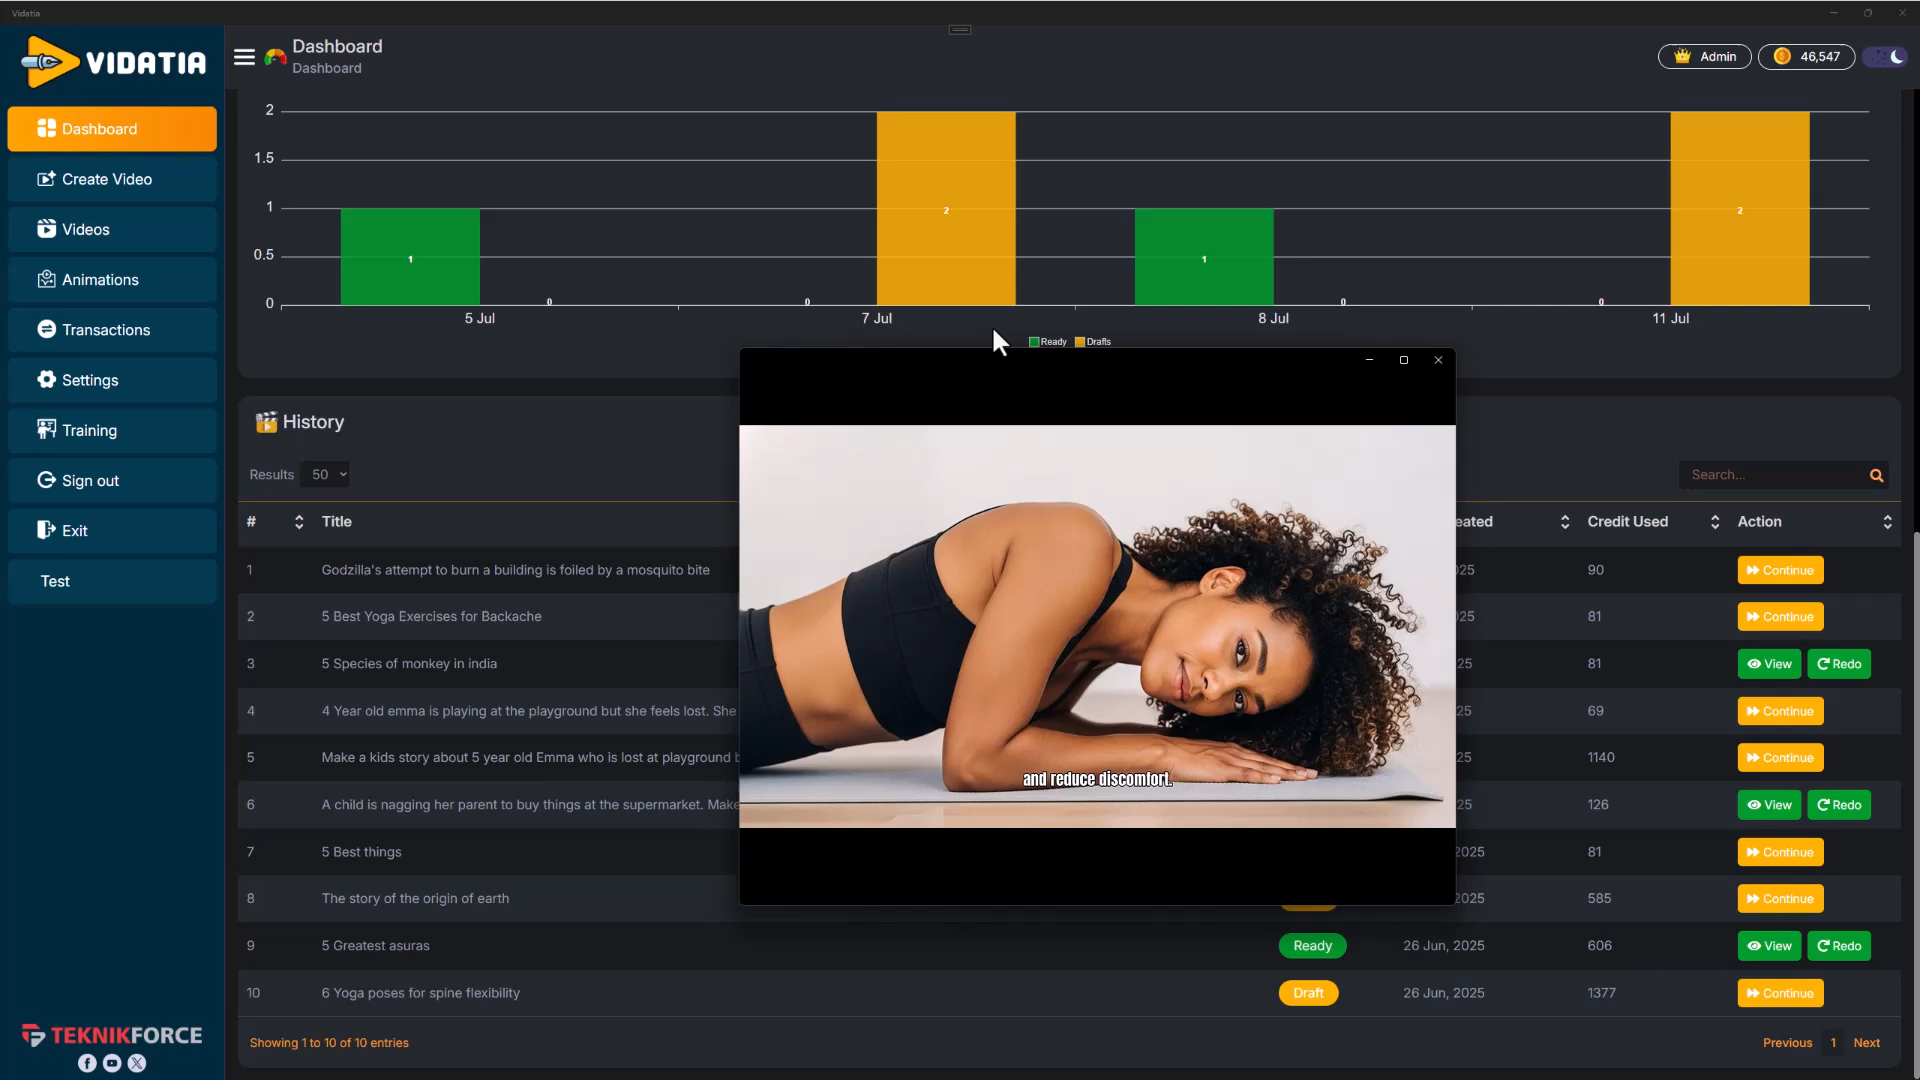 Vidatia
VIDATIA
Dashboard
Dashboard
Admin
46,547
Dashboard
Create Video
Videos
Animations
Transactions
Settings
Training
Sign out
Exit
Test
TEKNIKFORCE
2
1.5
1
0.5
0
1
0
0
2
1
0
0
2
5 Jul
7 Jul
8 Jul
11 Jul
Ready
Drafts
History
Results
50
Search...
# Title eated Credit Used Action
1 Godzilla's attempt to burn a building is foiled by a mosquito bite 025 90 Continue
2 5 Best Yoga Exercises for Backache 025 81 Continue
3 5 Species of monkey in india 25 81 View Redo
4 4 Year old emma is playing at the playground but she feels lost. She 25 69 Continue
5 Make a kids story about 5 year old Emma who is lost at playground b 25 1140 Continue
6 A child is nagging her parent to buy things at the supermarket. Make 25 126 View Redo
7 5 Best things 2025 81 Continue
8 The story of the origin of earth 2025 585 Continue
9 5 Greatest asuras Ready 26 Jun, 2025 606 View Redo
10 6 Yoga poses for spine flexibility Draft 26 Jun, 2025 1377 Continue
and reduce discomfort.
Showing 1 to 10 of 10 entries
Previous 1 Next